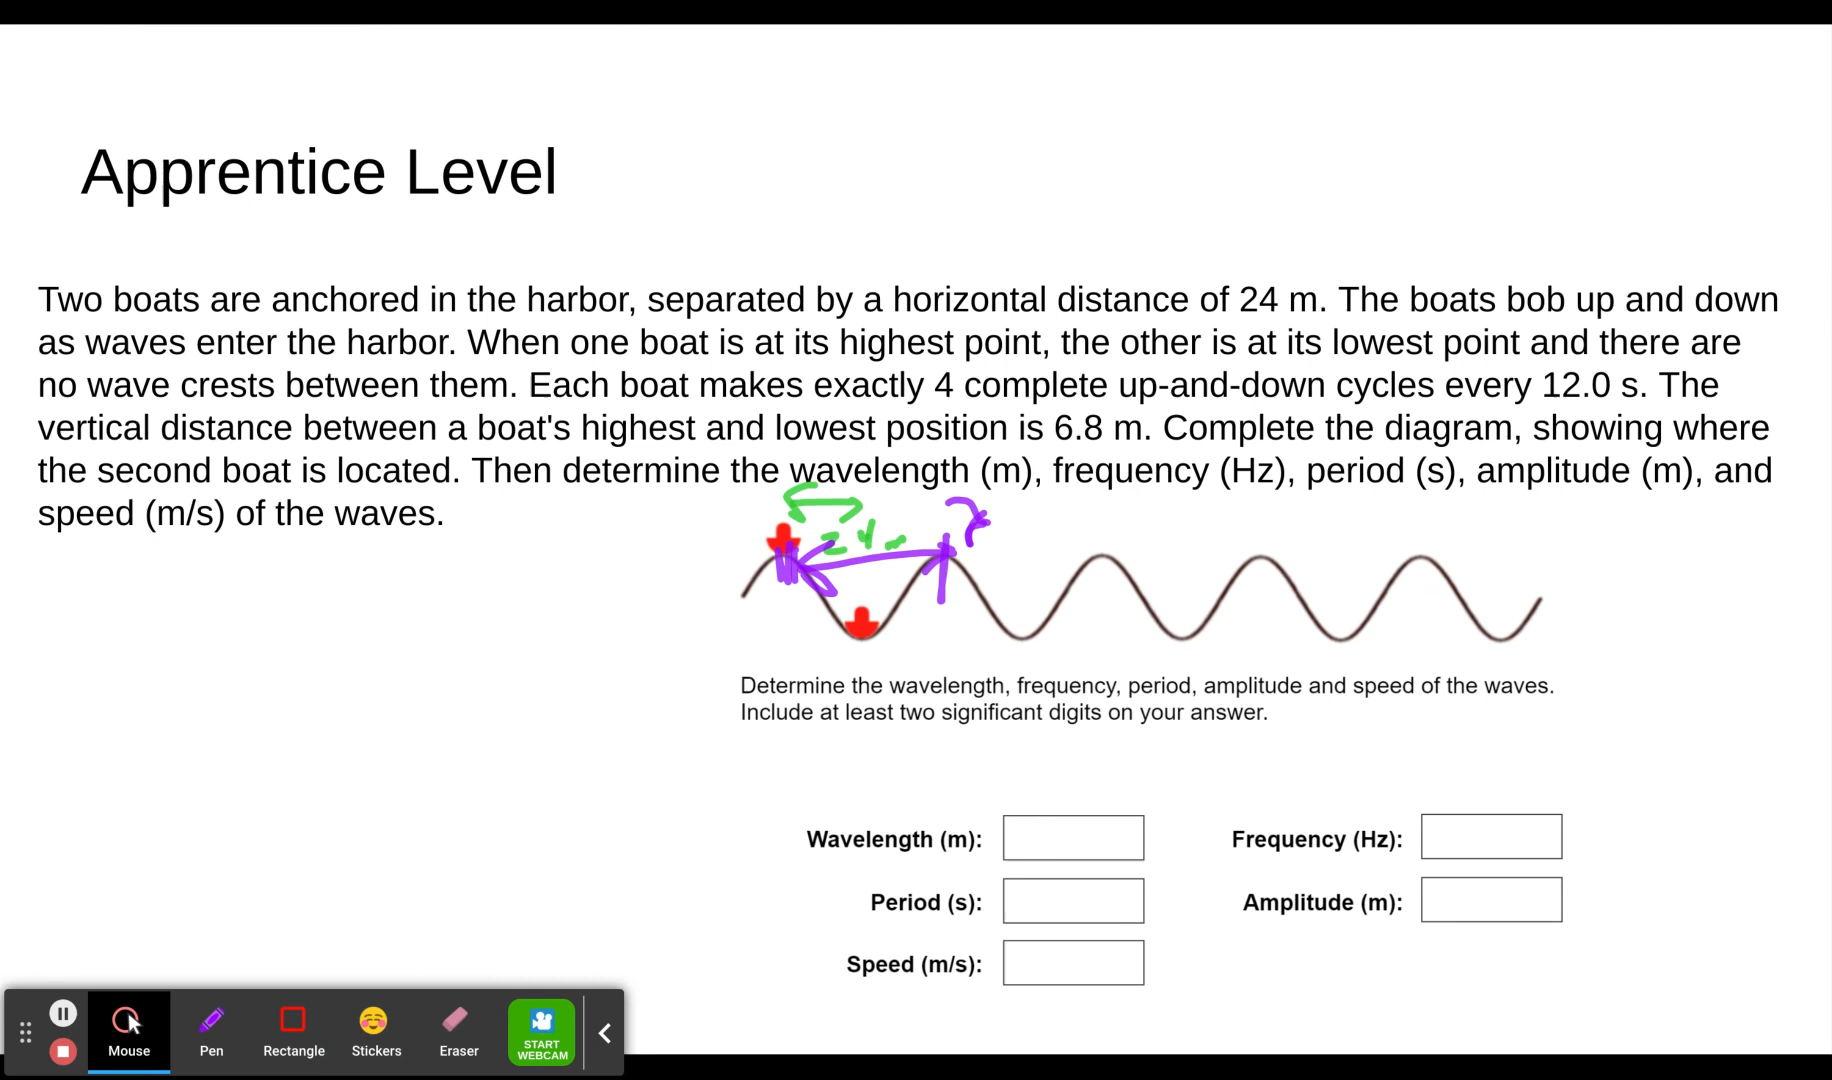 Apprentice Level
Two boats are anchored in the harbor, separated by a horizontal distance of 24 m. The boats bob up and down
as waves enter the harbor. When one boat is at its highest point, the other is at its lowest point and there are
no wave crests between them. Each boat makes exactly 4 complete up-and-down cycles every 12.0 s. The
vertical distance between a boat's highest and lowest position is 6.8 m. Complete the diagram, showing where
the second boat is located. Then determine the wavelength (m), frequency (Hz), period (s), amplitude (m), and
speed (m/s) of the waves.
Determine the wavelength, frequency, period, amplitude and speed of the waves.
Include at least two significant digits on your answer.
Wavelength (m): Frequency (Hz):
Period (s): Amplitude (m):
Speed (m/s):
Mouse Pen Rectangle Stickers Eraser START
WEBCAM